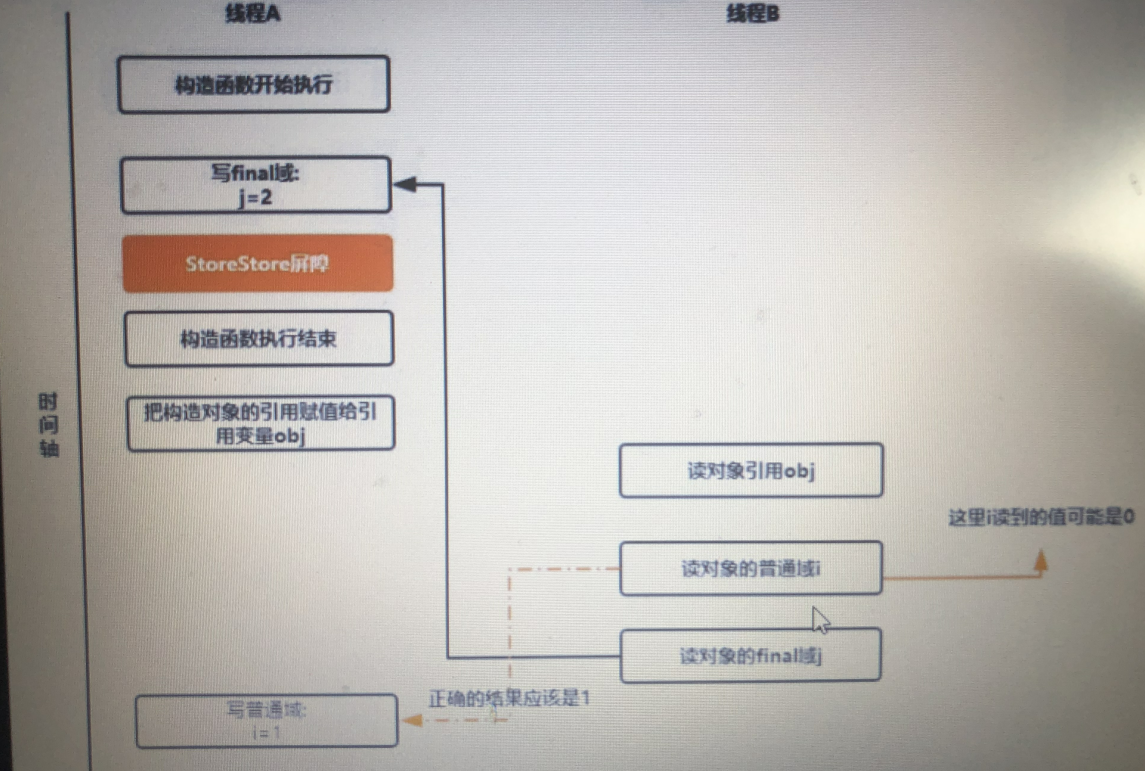 线程A
线程B
构造函数开始执行
写final域:
j=2
StoreStore屏障
构造函数执行结束
时
间
轴
把构造对象的引用赋值给引
用变量obj
读对象引用obj
这里i读到的值可能是0
读对象的普通域i
读对象的final域j
正确的结果应该是1
写普通域:
i=1